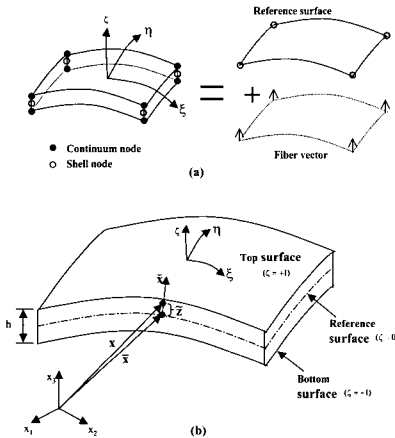 Reference surface
ζ
η
ξ
Continuum node
Shell node
= +
Fiber vector
(a)
ζ
η
ξ
x̂
Top surface
(ζ = +1)
z̃
h
x
x̄
Reference
surface (ζ = 0
Bottom
surface (ζ = -1)
x₃
x₁
x₂
(b)